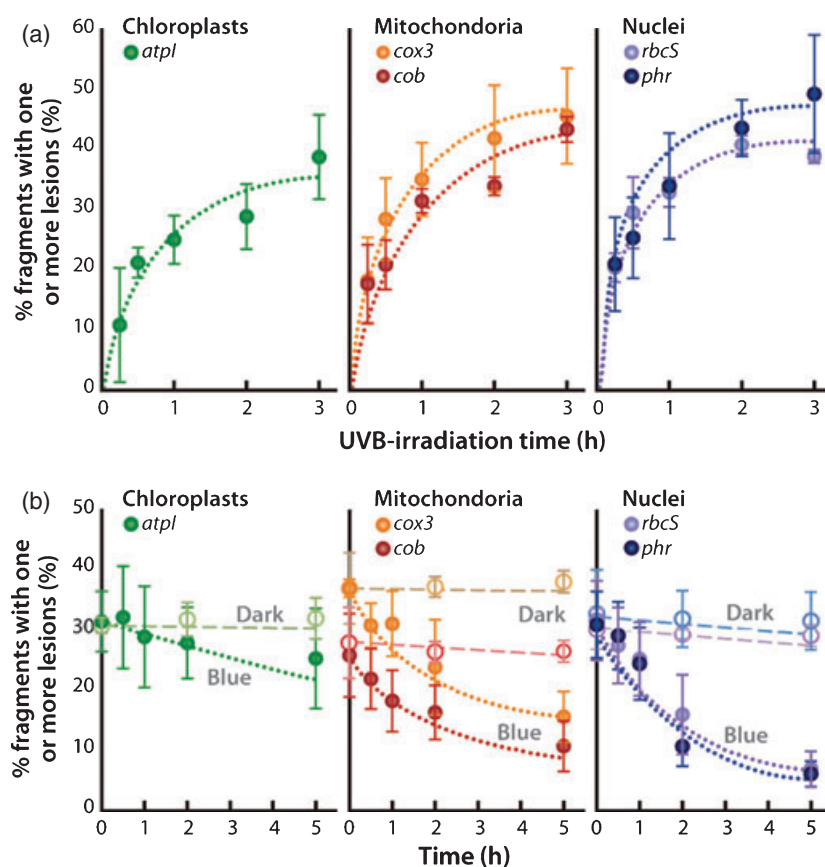 (a)
Chloroplasts
atpI
Mitochondoria
cox3
cob
Nuclei
rbcS
phr
% fragments with one
or more lesions (%)
60
50
40
30
20
10
0
0 1 2 3
0 1 2 3
0 1 2 3
UVB-irradiation time (h)
(b)
Chloroplasts
atpI
Mitochondoria
cox3
cob
Nuclei
rbcS
phr
% fragments with one
or more lesions (%)
50
40
30
20
10
0
Dark
Blue
Dark
Blue
Dark
Blue
0 1 2 3 4 5
0 1 2 3 4 5
0 1 2 3 4 5
Time (h)